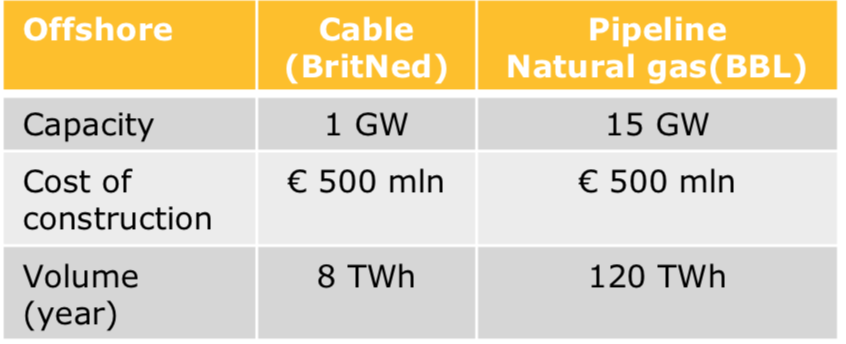 Offshore
Cable
(BritNed)
Pipeline
Natural gas(BBL)
Capacity
1 GW
15 GW
Cost of
construction
€ 500 mln
€ 500 mln
Volume
(year)
8 TWh
120 TWh